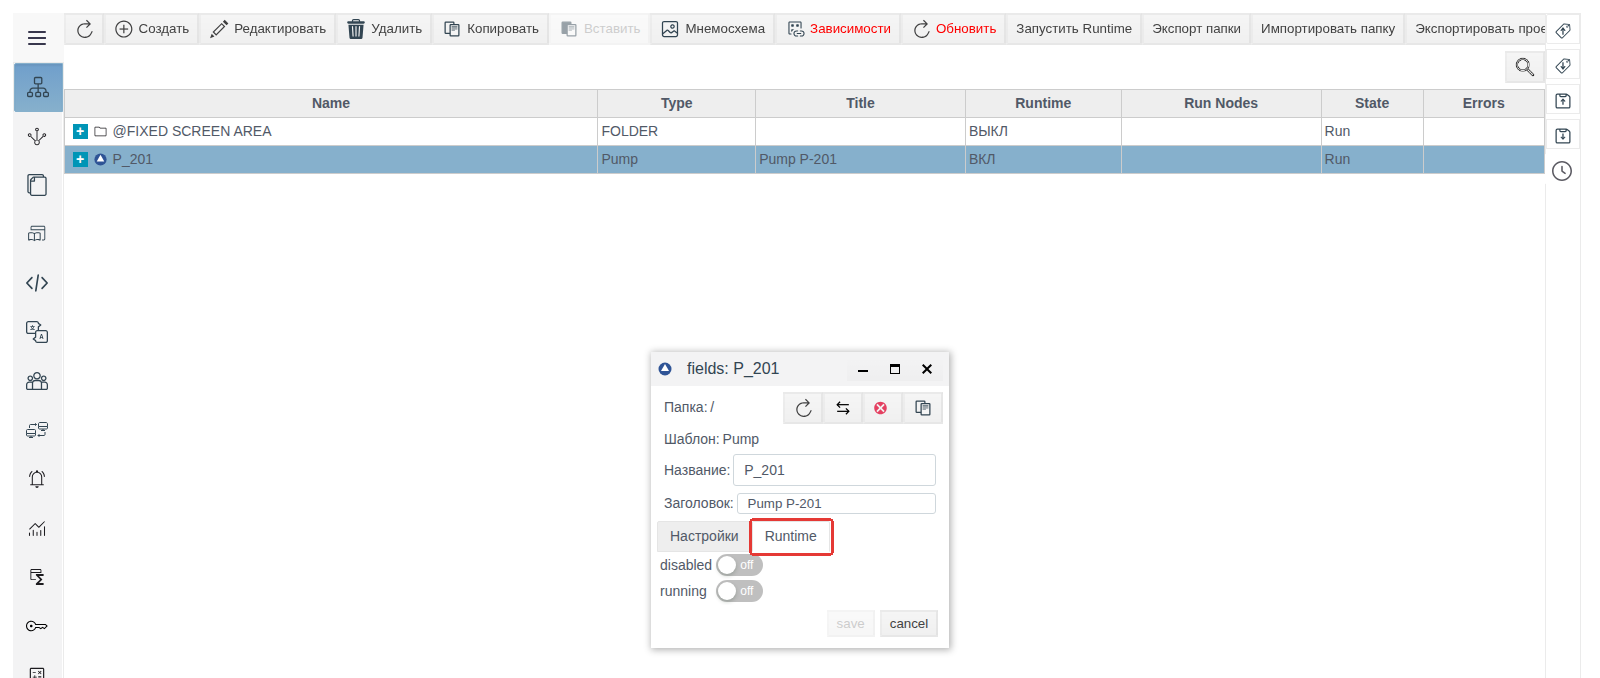 Создать Редактировать Удалить Копировать Вставить Мнемосхема Зависимости Обновить Запустить Runtime Экспорт папки Импортировать папку Экспортировать прое
Name Type Title Runtime Run Nodes State Errors
@FIXED SCREEN AREA FOLDER ВЫКЛ Run
P_201 Pump Pump P-201 ВКЛ Run
fields: P_201
Папка: /
Шаблон: Pump
Название: P_201
Заголовок: Pump P-201
Настройки Runtime
disabled off
running off
save cancel